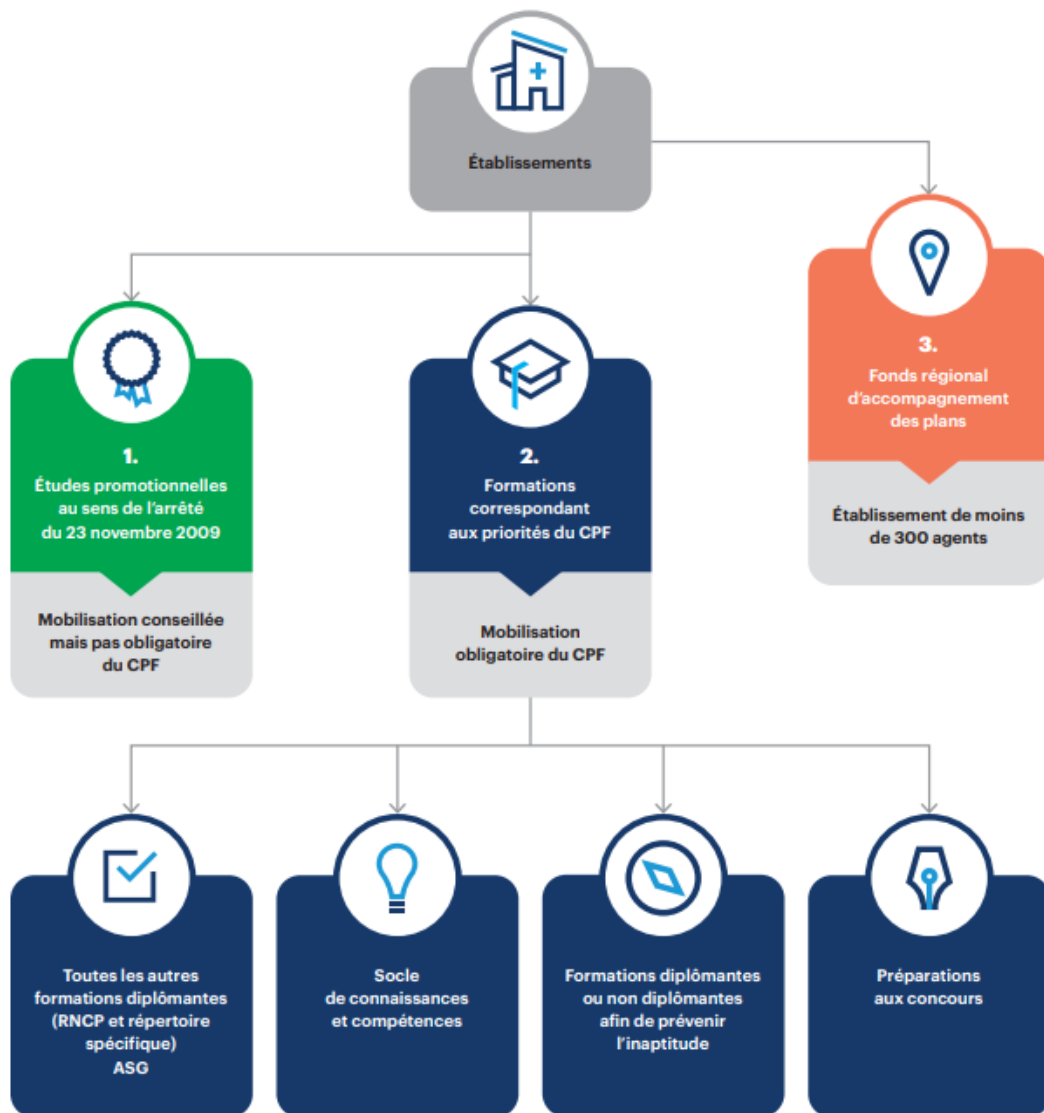 Établissements
1.
Études promotionnelles
au sens de l'arrêté
du 23 novembre 2009
Mobilisation conseillée
mais pas obligatoire
du CPF
2.
Formations
correspondant
aux priorités du CPF
Mobilisation
obligatoire du CPF
3.
Fonds régional
d'accompagnement
des plans
Établissement de moins
de 300 agents
Toutes les autres
formations diplômantes
(RNCP et répertoire
spécifique)
ASG
Socle
de connaissances
et compétences
Formations diplômantes
ou non diplômantes
afin de prévenir
l'inaptitude
Préparations
aux concours